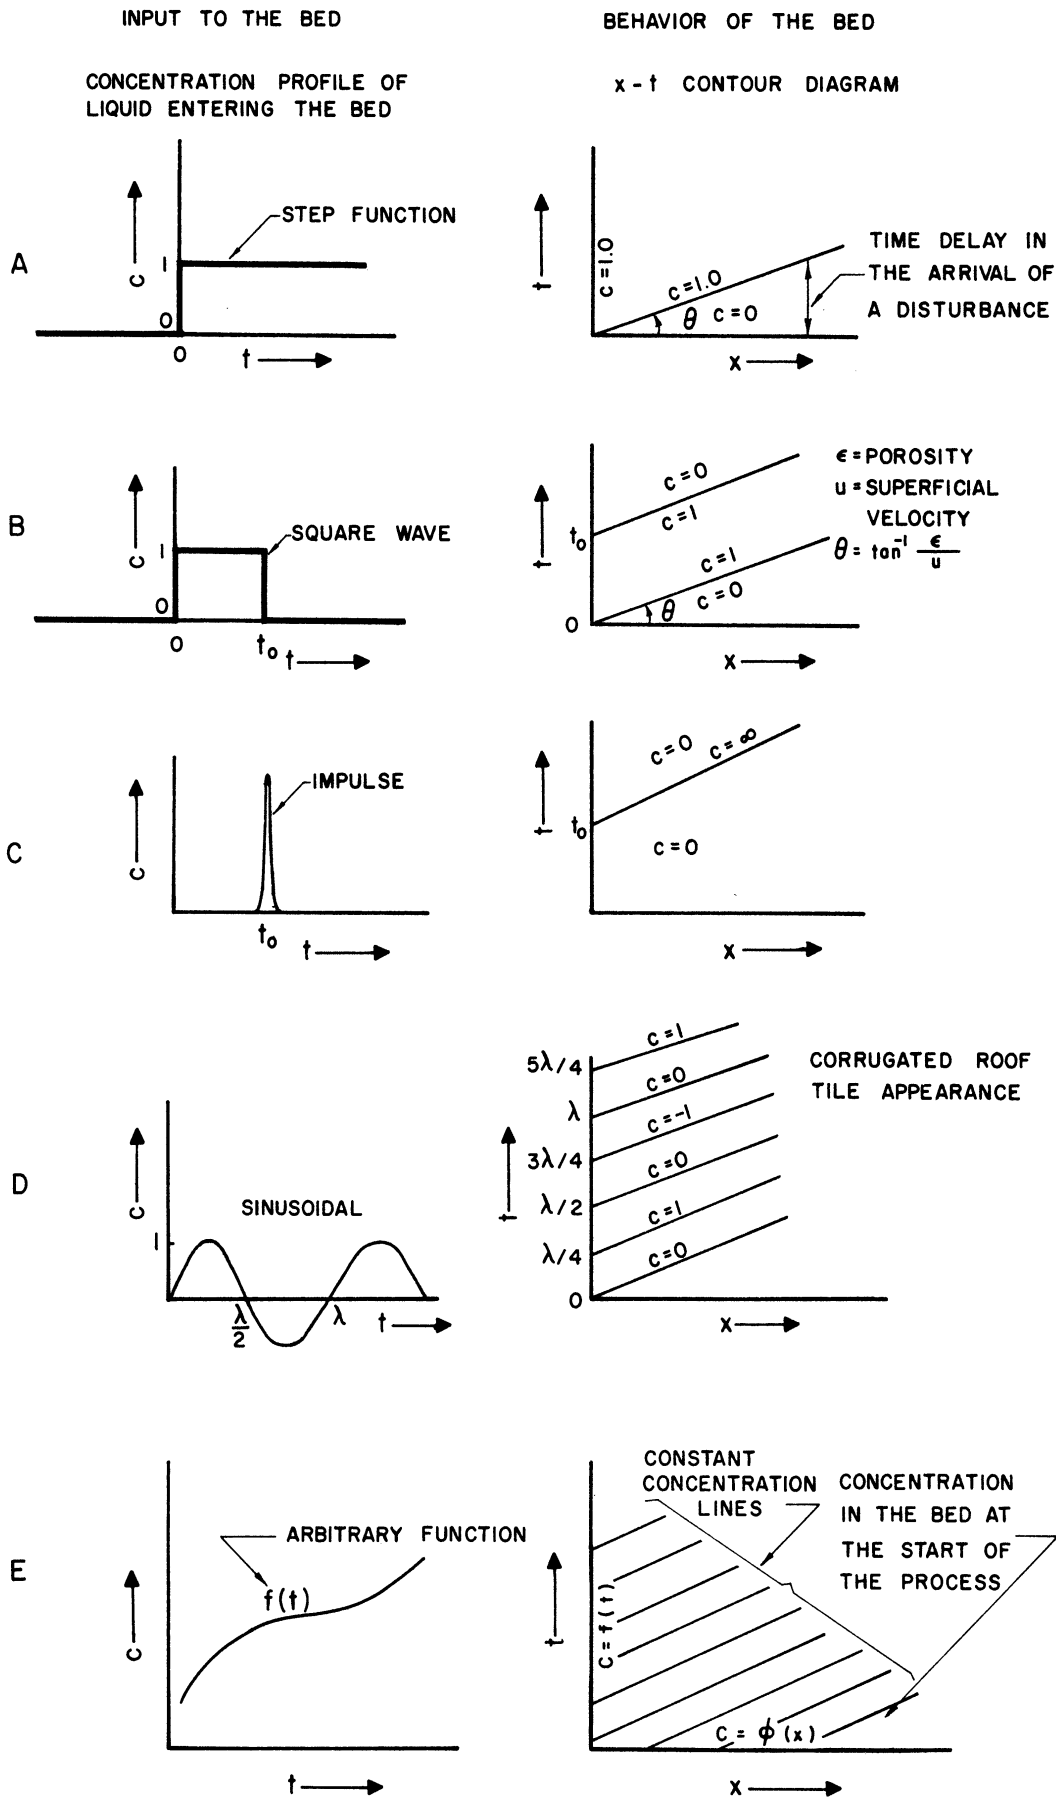 INPUT TO THE BED
BEHAVIOR OF THE BED
CONCENTRATION PROFILE OF
LIQUID ENTERING THE BED
x - t CONTOUR DIAGRAM
A
c
1
0
0
t
STEP FUNCTION
t
c=1.0
c=1.0
θ c=0
x
TIME DELAY IN
THE ARRIVAL OF
A DISTURBANCE
B
c
1
0
0
t₀
t
SQUARE WAVE
t
t₀
0
c=0
c=1
c=1
c=0
θ
x
ε = POROSITY
u = SUPERFICIAL
VELOCITY
θ = tan⁻¹ ε/u
C
c
IMPULSE
t₀
t
t
t₀
c=0 c=∞
c=0
x
D
c
1
SINUSOIDAL
λ/2
λ
t
t
5λ/4
λ
3λ/4
λ/2
λ/4
0
c=1
c=0
c=-1
c=0
c=1
c=0
x
CORRUGATED ROOF
TILE APPEARANCE
E
c
ARBITRARY FUNCTION
f(t)
t
t
C=f(t)
CONSTANT
CONCENTRATION
LINES
CONCENTRATION
IN THE BED AT
THE START OF
THE PROCESS
C = ϕ (x)
x